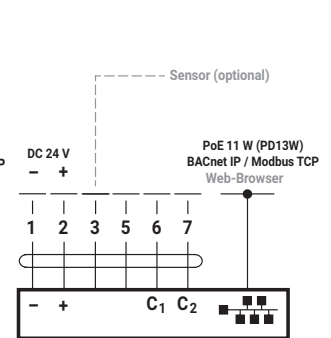 Sensor (optional)
DC 24 V
– +
PoE 11 W (PD13W)
BACnet IP / Modbus TCP
Web-Browser
1 2 3 5 6 7
– + C1 C2